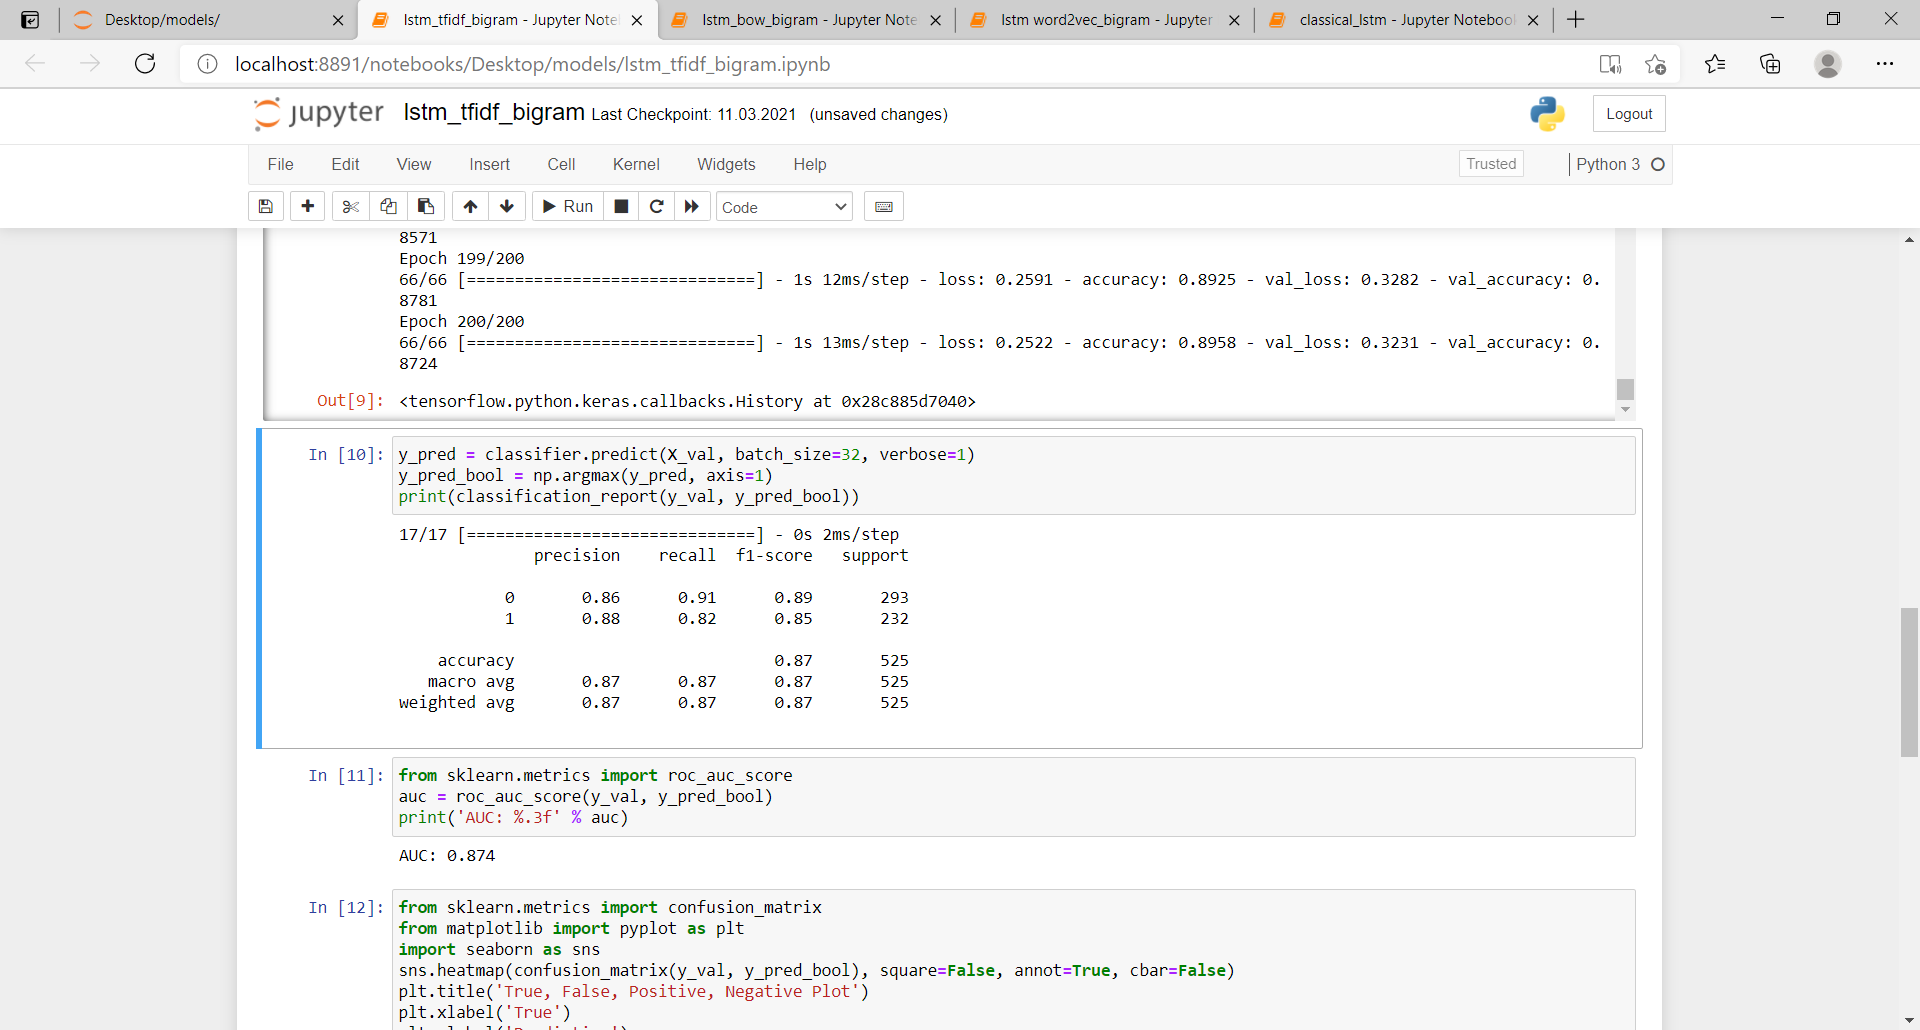 Desktop/models/
lstm_tfidf_bigram - Jupyter Note
lstm_bow_bigram - Jupyter Note
lstm word2vec_bigram - Jupyter
classical_lstm - Jupyter Notebook
localhost:8891/notebooks/Desktop/models/lstm_tfidf_bigram.ipynb
jupyter lstm_tfidf_bigram Last Checkpoint: 11.03.2021 (unsaved changes)
Logout
File Edit View Insert Cell Kernel Widgets Help
Trusted
Python 3
Run
Code
8571
Epoch 199/200
66/66 [==============================] - 1s 12ms/step - loss: 0.2591 - accuracy: 0.8925 - val_loss: 0.3282 - val_accuracy: 0.
8781
Epoch 200/200
66/66 [==============================] - 1s 13ms/step - loss: 0.2522 - accuracy: 0.8958 - val_loss: 0.3231 - val_accuracy: 0.
8724
Out[9]: <tensorflow.python.keras.callbacks.History at 0x28c885d7040>
In [10]: y_pred = classifier.predict(X_val, batch_size=32, verbose=1)
y_pred_bool = np.argmax(y_pred, axis=1)
print(classification_report(y_val, y_pred_bool))
17/17 [==============================] - 0s 2ms/step
precision recall f1-score support
0 0.86 0.91 0.89 293
1 0.88 0.82 0.85 232
accuracy 0.87 525
macro avg 0.87 0.87 0.87 525
weighted avg 0.87 0.87 0.87 525
In [11]: from sklearn.metrics import roc_auc_score
auc = roc_auc_score(y_val, y_pred_bool)
print('AUC: %.3f' % auc)
AUC: 0.874
In [12]: from sklearn.metrics import confusion_matrix
from matplotlib import pyplot as plt
import seaborn as sns
sns.heatmap(confusion_matrix(y_val, y_pred_bool), square=False, annot=True, cbar=False)
plt.title('True, False, Positive, Negative Plot')
plt.xlabel('True')